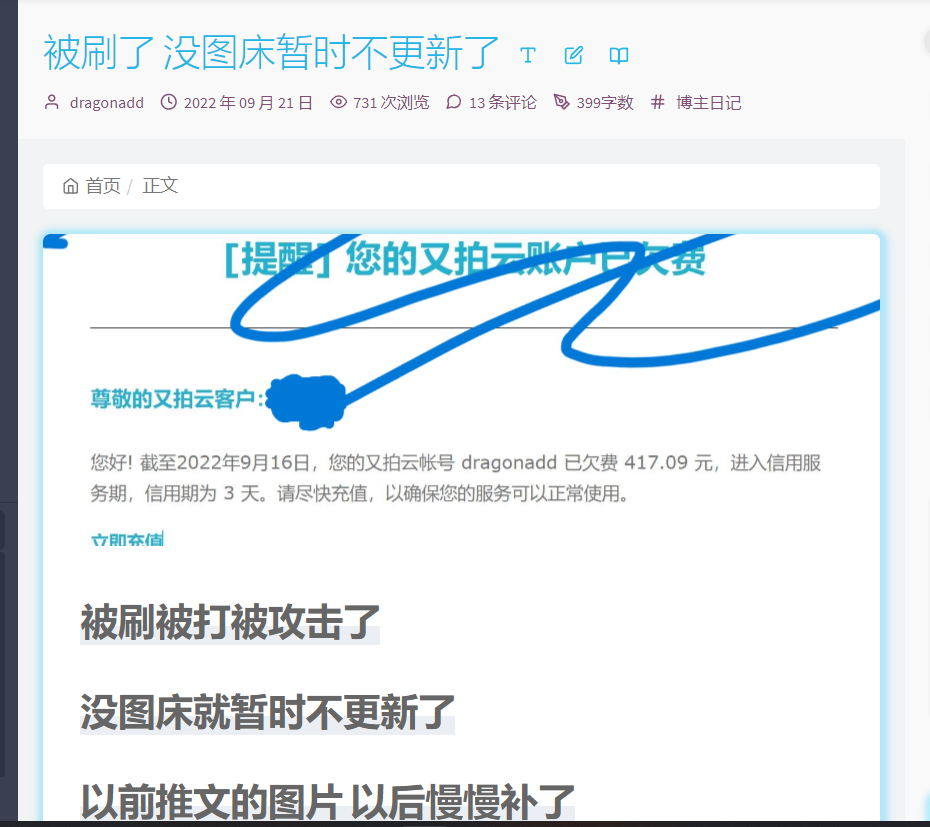 被刷了 没图床暂时不更新了
dragonadd 2022 年 09 月 21 日 731 次浏览 13 条评论 399字数 # 博主日记
首页 / 正文
[提醒] 您的又拍云账户已欠费
尊敬的又拍云客户:
您好! 截至2022年9月16日，您的又拍云帐号 dragonadd 已欠费 417.09 元，进入信用服
务期，信用期为 3 天。请尽快充值，以确保您的服务可以正常使用。
立即充值
被刷被打被攻击了
没图床就暂时不更新了
以前推文的图片 以后慢慢补了